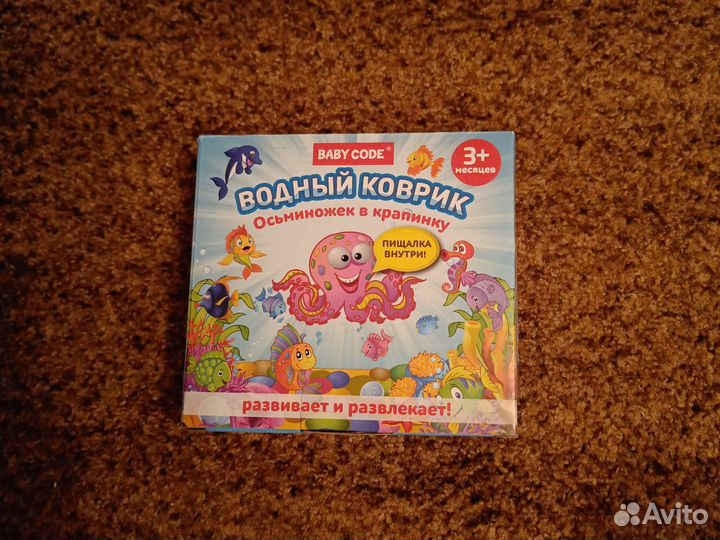 BABY CODE®
3+
месяцев
ВОДНЫЙ КОВРИК
Осьминожек в крапинку
ПИЩАЛКА
ВНУТРИ!
развивает и развлекает!
Avito